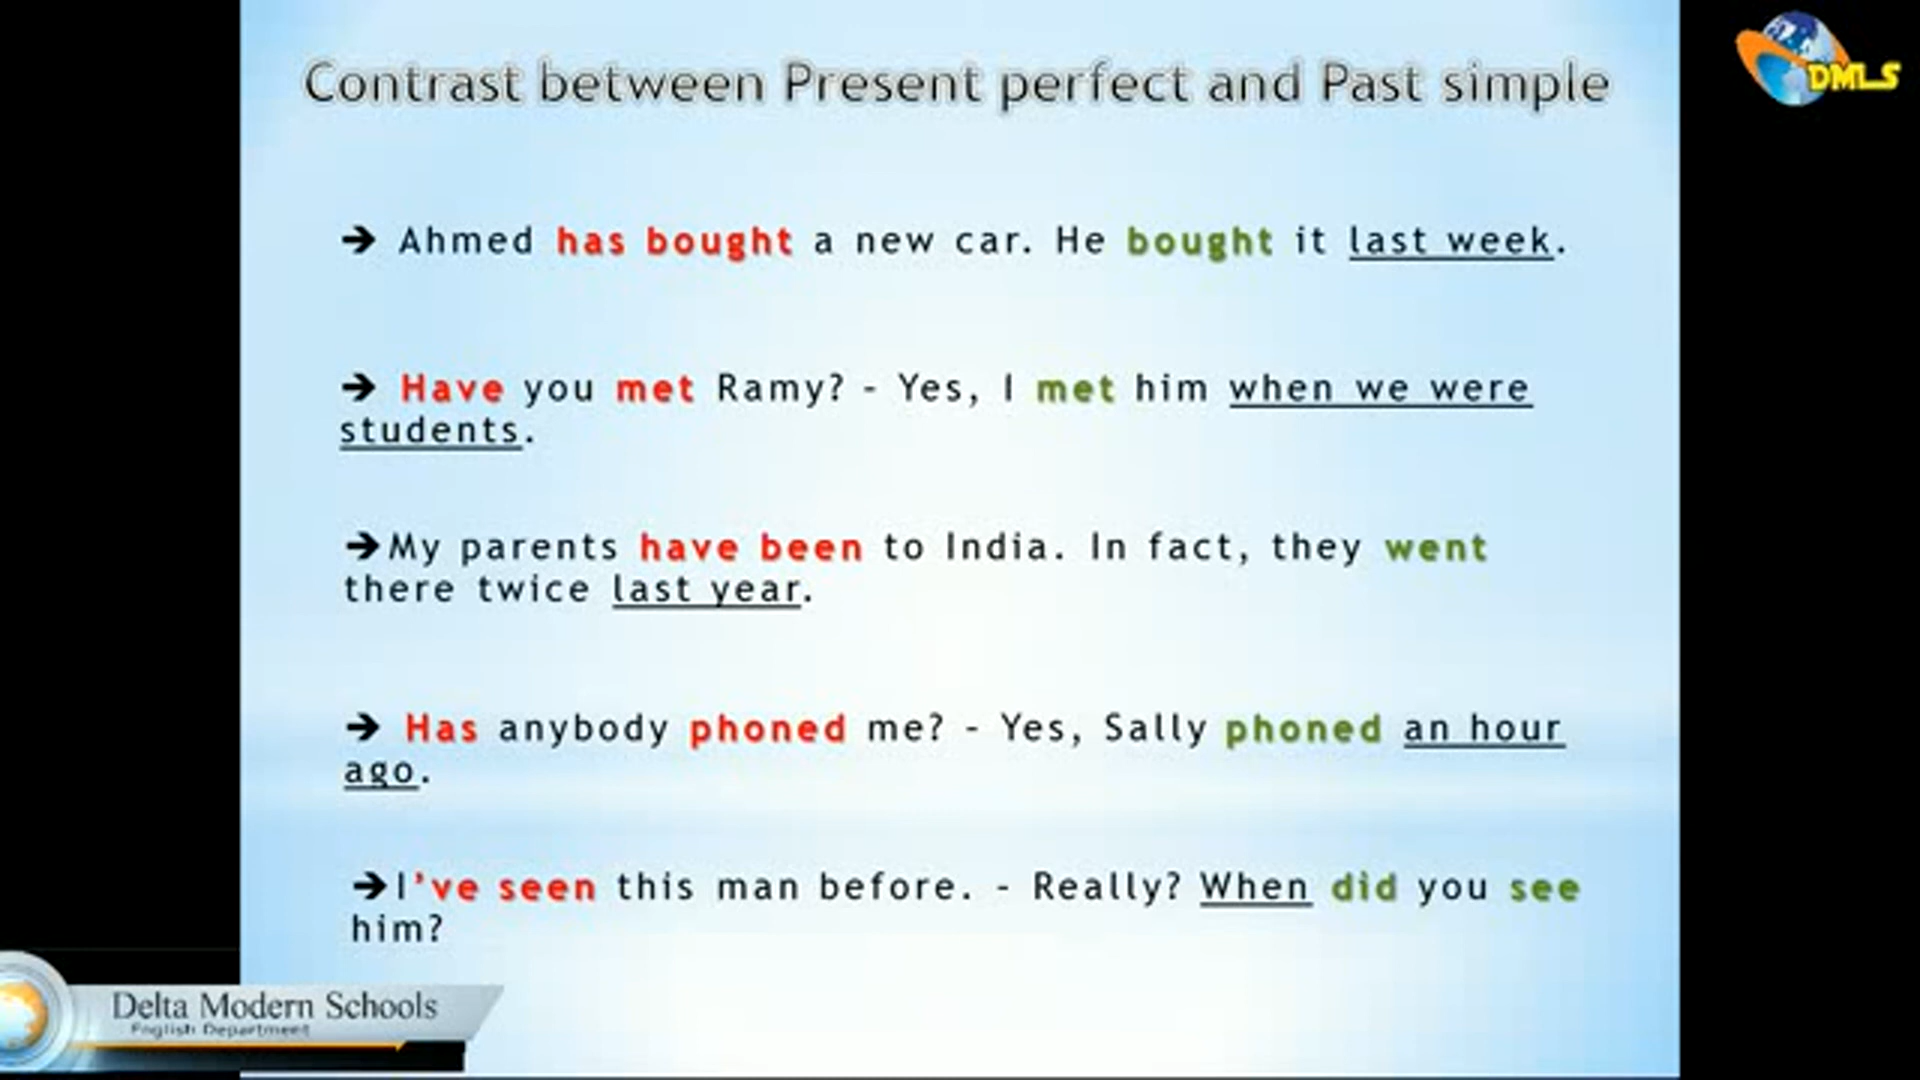 Contrast between Present perfect and Past simple
DMLS
➔ Ahmed has bought a new car. He bought it last week.
➔ Have you met Ramy? - Yes, I met him when we were
students.
➔My parents have been to India. In fact, they went
there twice last year.
➔ Has anybody phoned me? - Yes, Sally phoned an hour
ago.
➔I've seen this man before. - Really? When did you see
him?
Delta Modern Schools
English Department